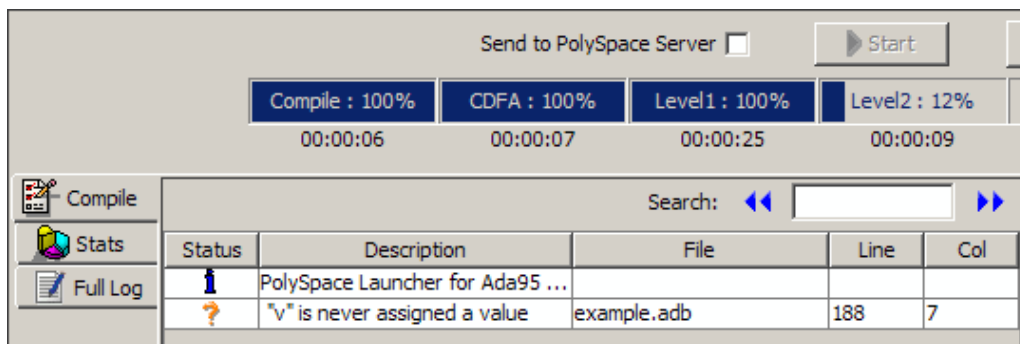 Send to PolySpace Server Start
Compile : 100% CDFA : 100% Level1 : 100% Level2 : 12%
00:00:06 00:00:07 00:00:25 00:00:09
Compile Search:
Stats Status Description File Line Col
Full Log PolySpace Launcher for Ada95 ...
"v" is never assigned a value example.adb 188 7